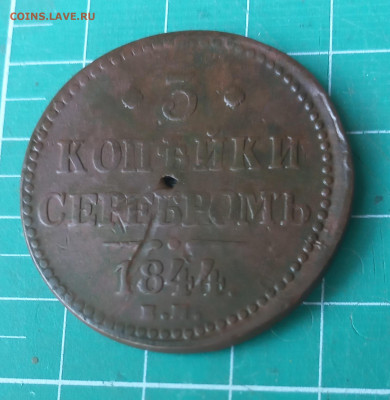 COINS.LAVE.RU
· 3 ·
КОПѢЙКИ
СЕРЕБРОМЪ
1844
Е.М.